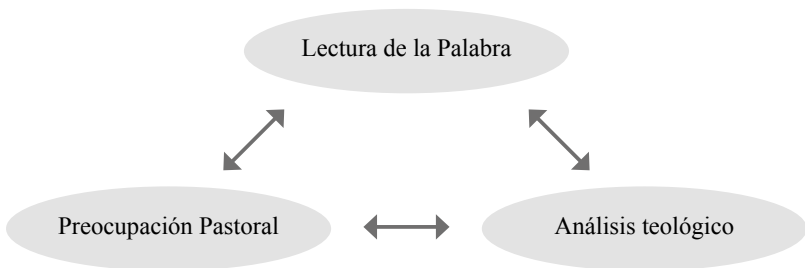 Lectura de la Palabra
Preocupación Pastoral
Análisis teológico